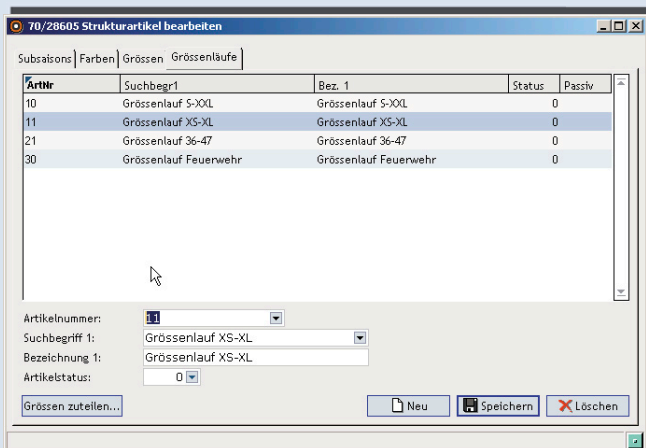 70/28605 Strukturartikel bearbeiten
Subsaisons Farben Grössen Grössenläufe
ArtNr Suchbegr1 Bez. 1 Status Passiv
10 Grössenlauf S-XXL Grössenlauf S-XXL 0
11 Grössenlauf XS-XL Grössenlauf XS-XL 0
21 Grössenlauf 36-47 Grössenlauf 36-47 0
30 Grössenlauf Feuerwehr Grössenlauf Feuerwehr 0
Artikelnummer: 11
Suchbegriff 1: Grössenlauf XS-XL
Bezeichnung 1: Grössenlauf XS-XL
Artikelstatus: 0
Grössen zuteilen... Neu Speichern Löschen